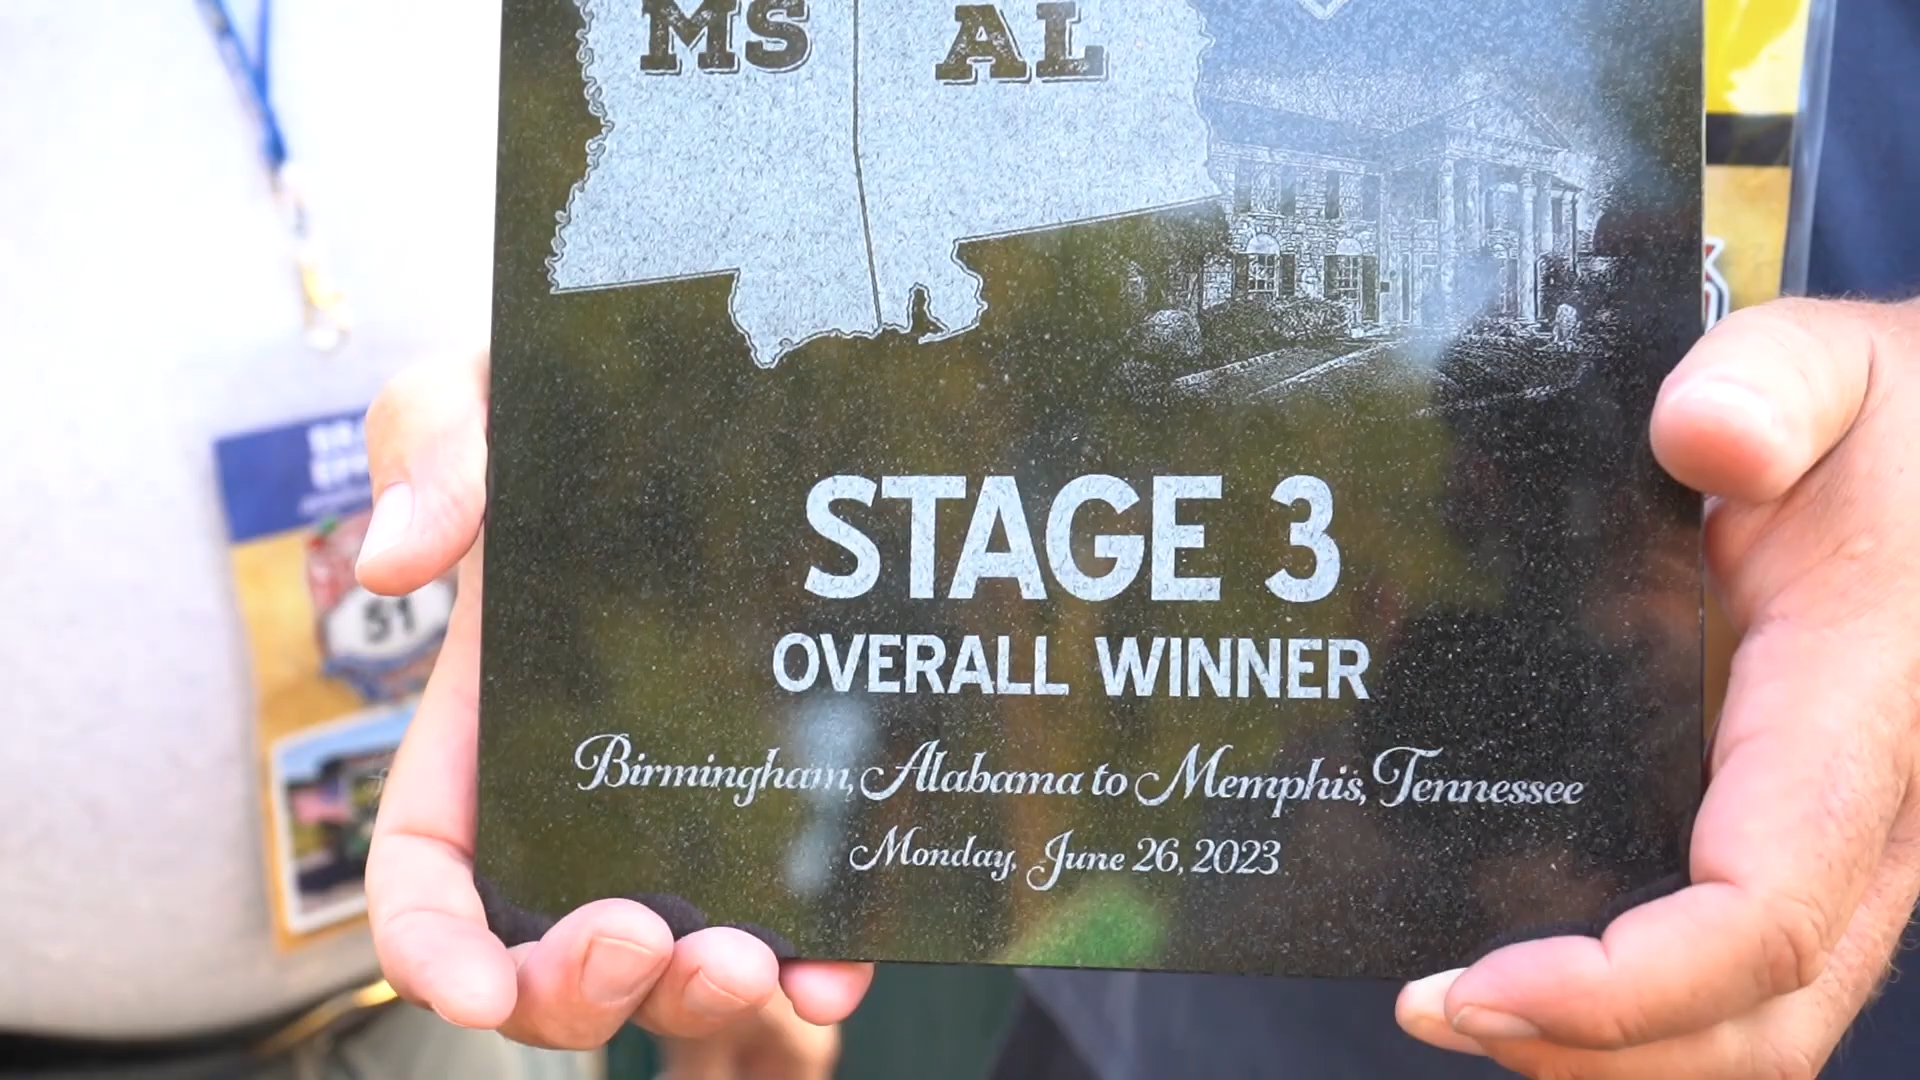 MS AL
STAGE 3
OVERALL WINNER
Birmingham, Alabama to Memphis, Tennessee
Monday, June 26, 2023
51